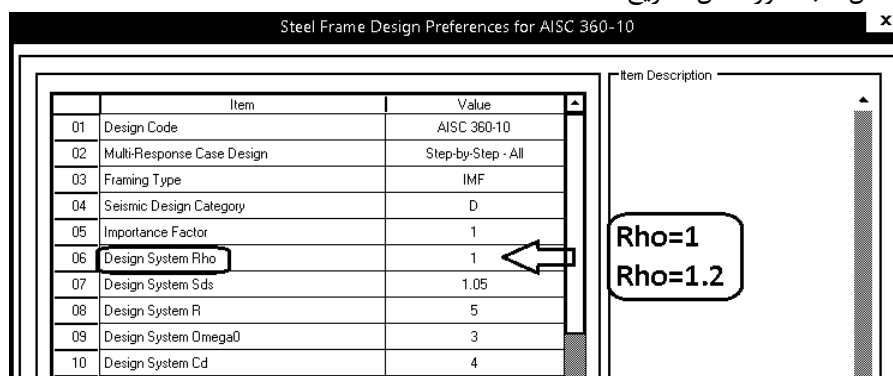 Steel Frame Design Preferences for AISC 360-10
x
Item Description
Item Value
01 Design Code AISC 360-10
02 Multi-Response Case Design Step-by-Step - All
03 Framing Type IMF
04 Seismic Design Category D
05 Importance Factor 1
06 Design System Rho 1
Rho=1
Rho=1.2
07 Design System Sds 1.05
08 Design System R 5
09 Design System Omega0 3
10 Design System Cd 4